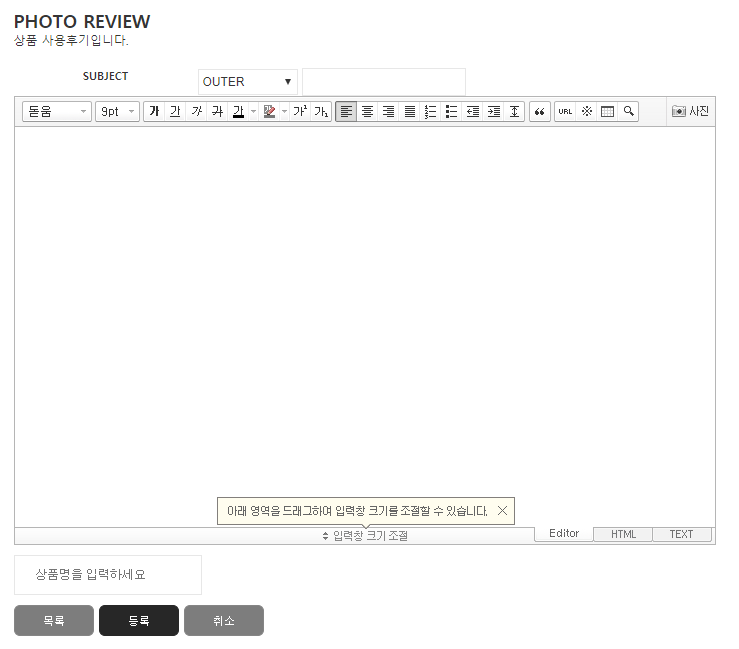 PHOTO REVIEW
상품 사용후기입니다.
SUBJECT OUTER
돋움 9pt 가 가 가 가 가 가 가¹ 가₁ URL 사진
아래 영역을 드래그하여 입력창 크기를 조절할 수 있습니다.
입력창 크기 조절 Editor HTML TEXT
상품명을 입력하세요
목록 등록 취소